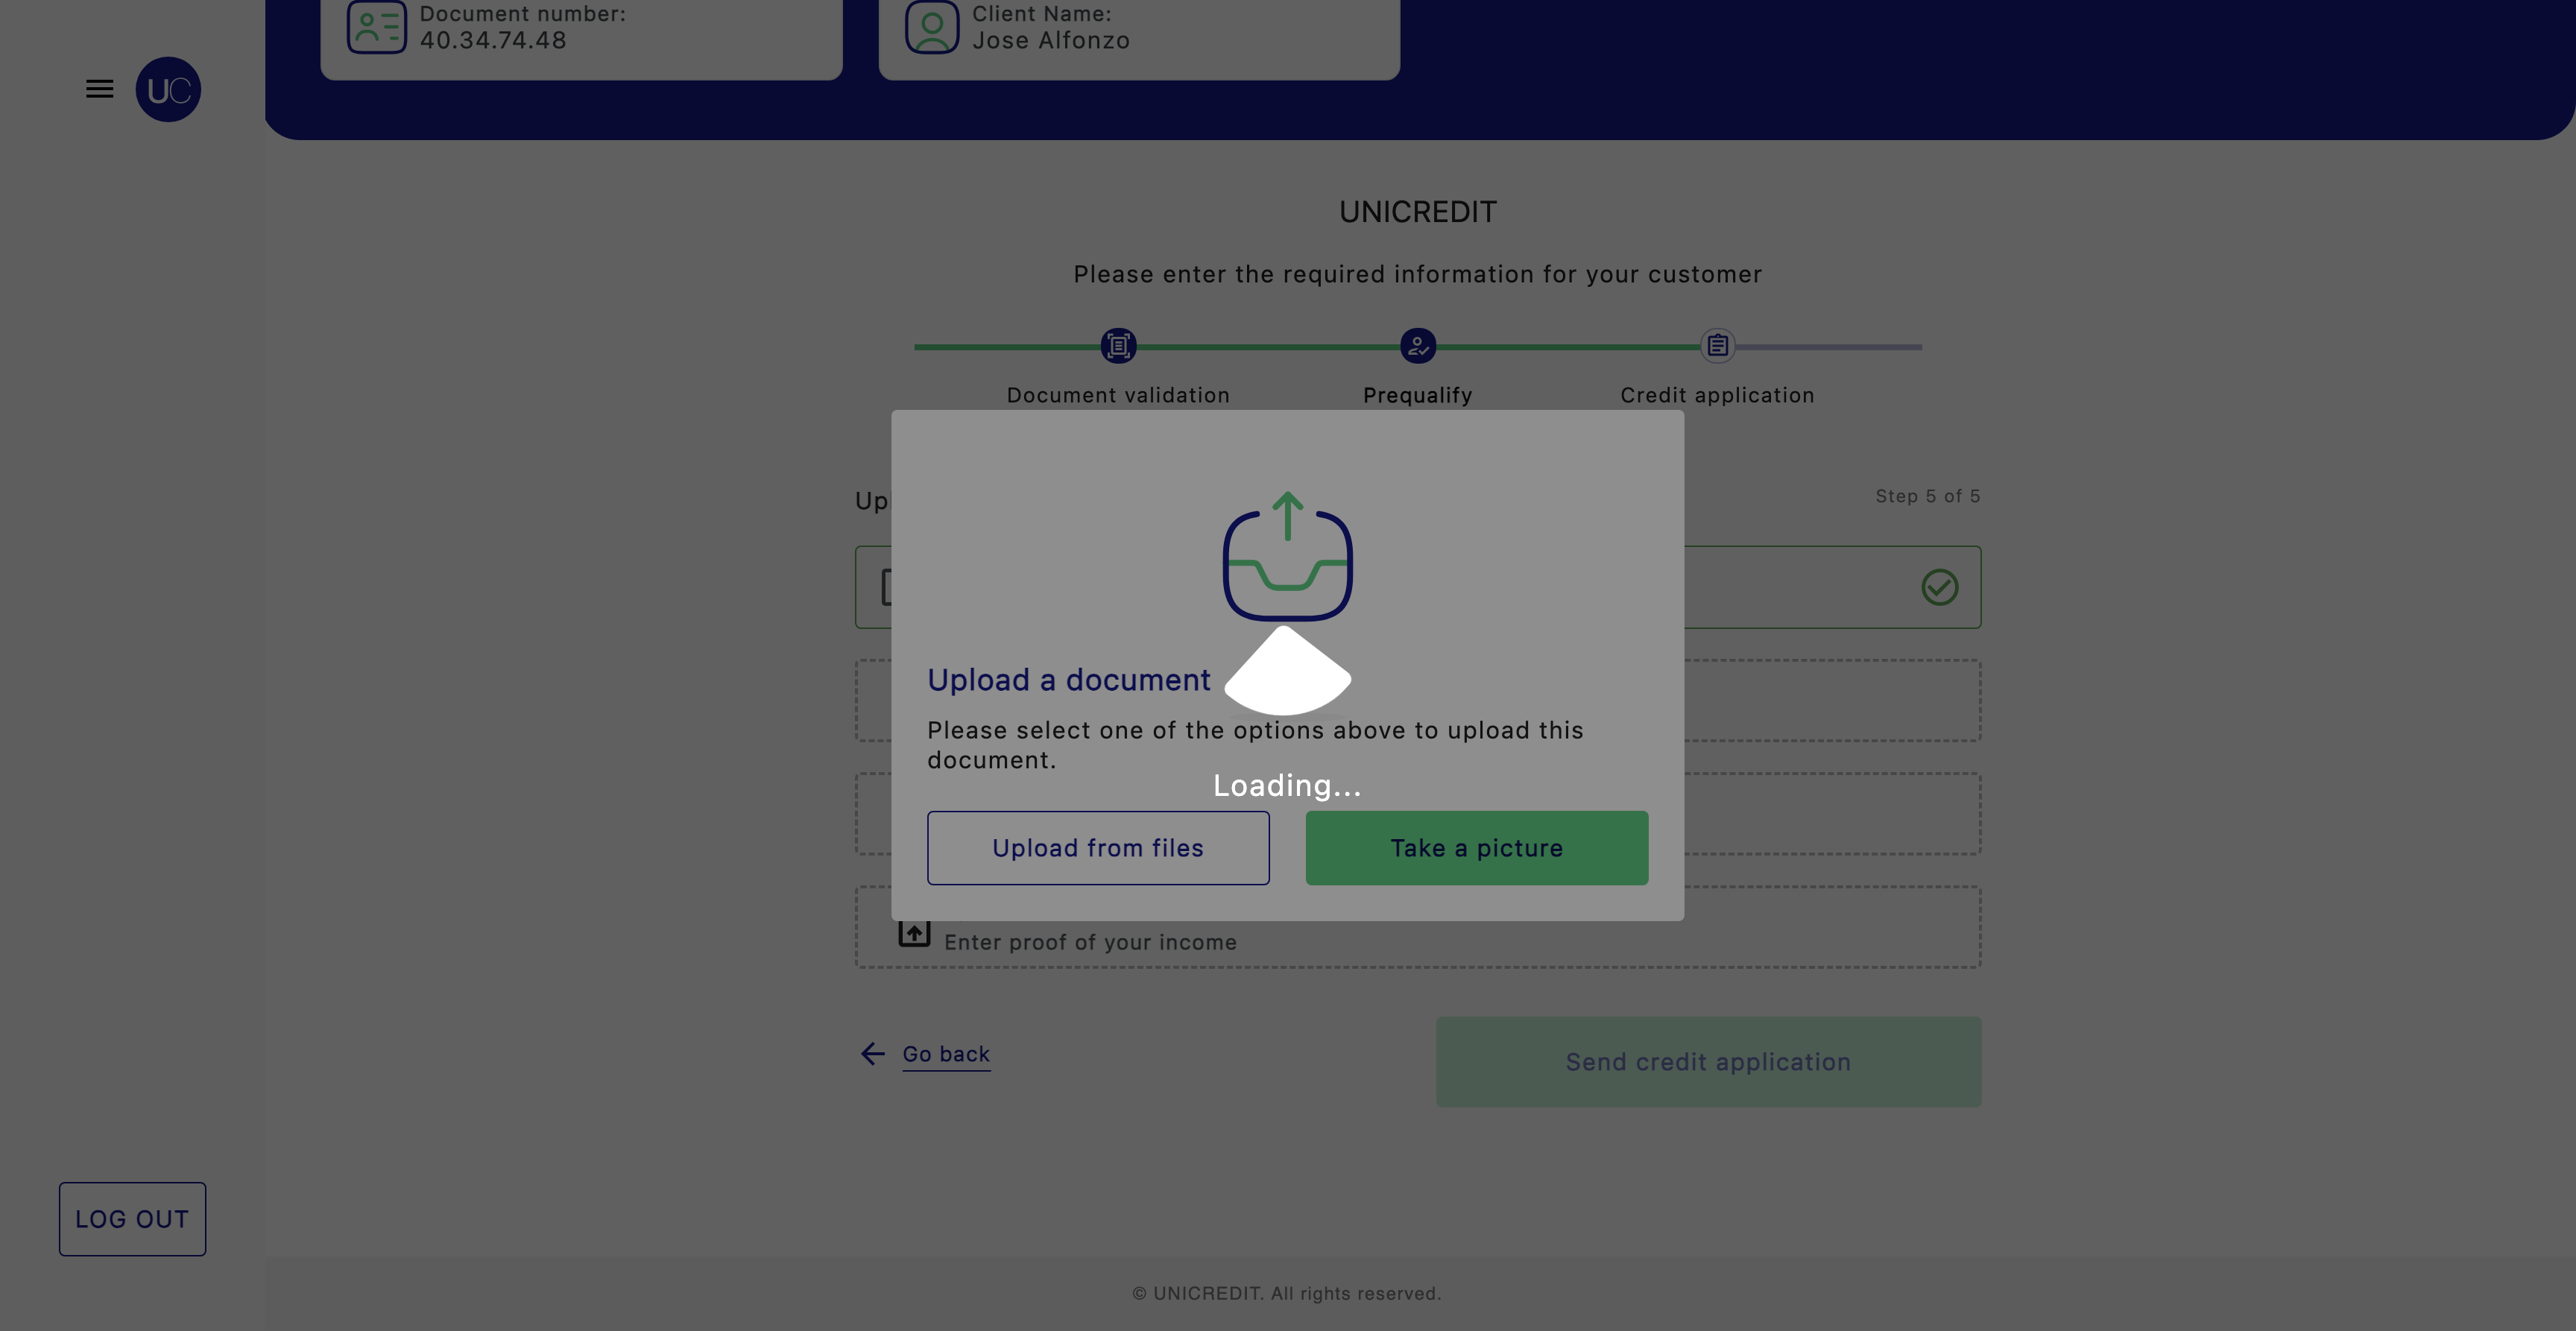 Document number:
40.34.74.48
Client Name:
Jose Alfonzo
UC
UNICREDIT
Please enter the required information for your customer
Document validation
Prequalify
Credit application
Up
Step 5 of 5
Upload a document
Please select one of the options above to upload this
document.
Loading...
Upload from files
Take a picture
Enter proof of your income
Go back
Send credit application
LOG OUT
© UNICREDIT. All rights reserved.